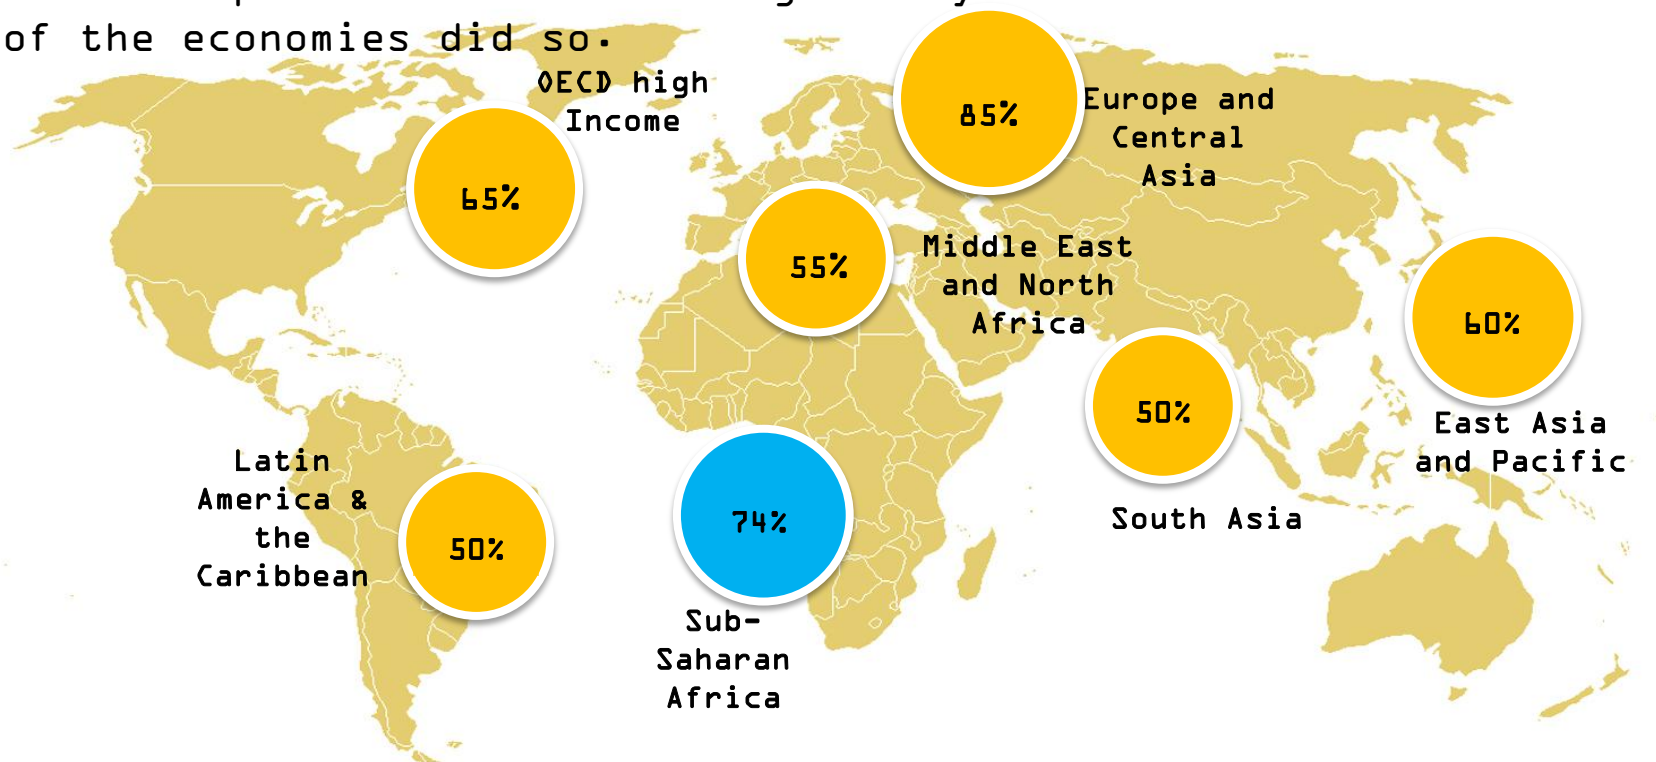 of the economies did so.
OECD high
Income
65%
85%
Europe and
Central
Asia
55%
Middle East
and North
Africa
60%
East Asia
and Pacific
50%
South Asia
Latin
America &
the
Caribbean
50%
74%
Sub-
Saharan
Africa